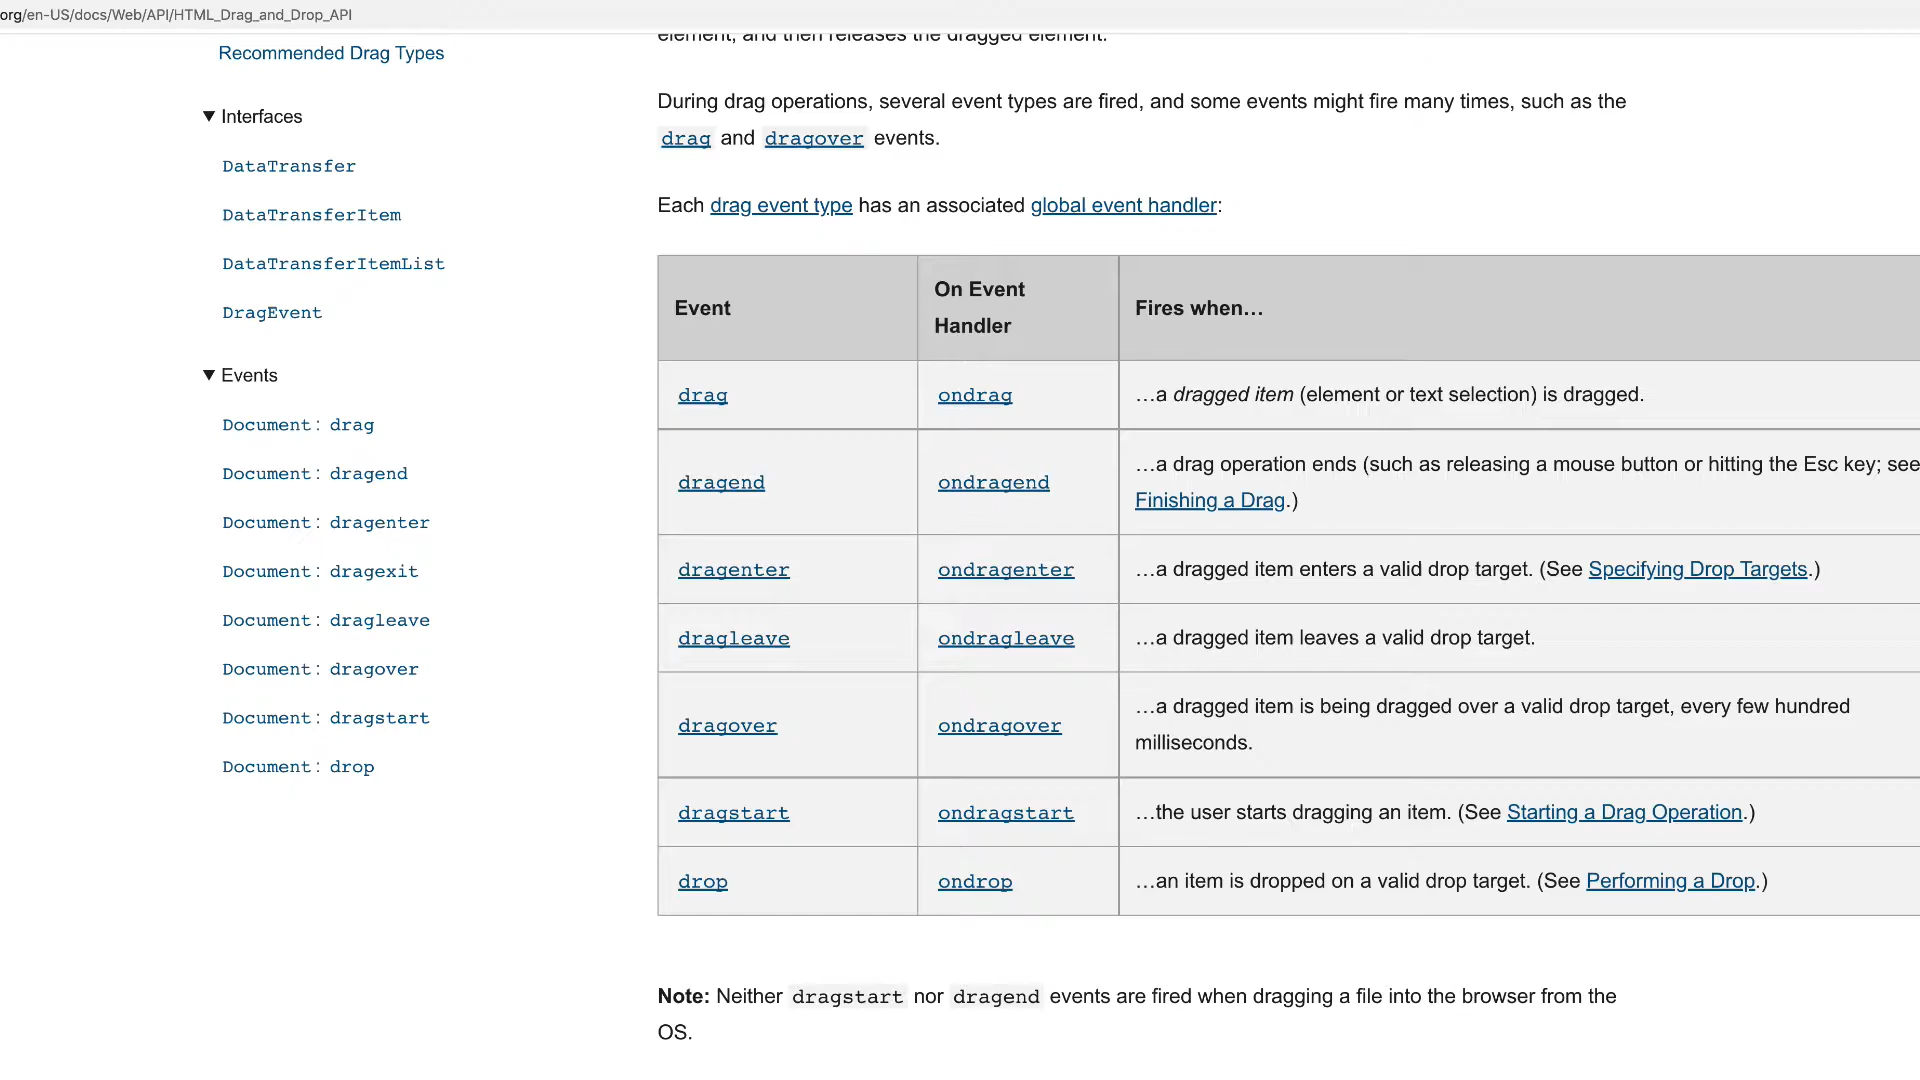 org/en-US/docs/Web/API/HTML_Drag_and_Drop_API
Recommended Drag Types
▼ Interfaces
DataTransfer
DataTransferItem
DataTransferItemList
DragEvent
▼ Events
Document: drag
Document: dragend
Document: dragenter
Document: dragexit
Document: dragleave
Document: dragover
Document: dragstart
Document: drop
element, and then releases the dragged element.
During drag operations, several event types are fired, and some events might fire many times, such as the
drag and dragover events.
Each drag event type has an associated global event handler:
Event
On Event
Handler
Fires when…
drag
ondrag
…a dragged item (element or text selection) is dragged.
dragend
ondragend
…a drag operation ends (such as releasing a mouse button or hitting the Esc key; see
Finishing a Drag.)
dragenter
ondragenter
…a dragged item enters a valid drop target. (See Specifying Drop Targets.)
dragleave
ondragleave
…a dragged item leaves a valid drop target.
dragover
ondragover
…a dragged item is being dragged over a valid drop target, every few hundred
milliseconds.
dragstart
ondragstart
…the user starts dragging an item. (See Starting a Drag Operation.)
drop
ondrop
…an item is dropped on a valid drop target. (See Performing a Drop.)
Note: Neither dragstart nor dragend events are fired when dragging a file into the browser from the
OS.